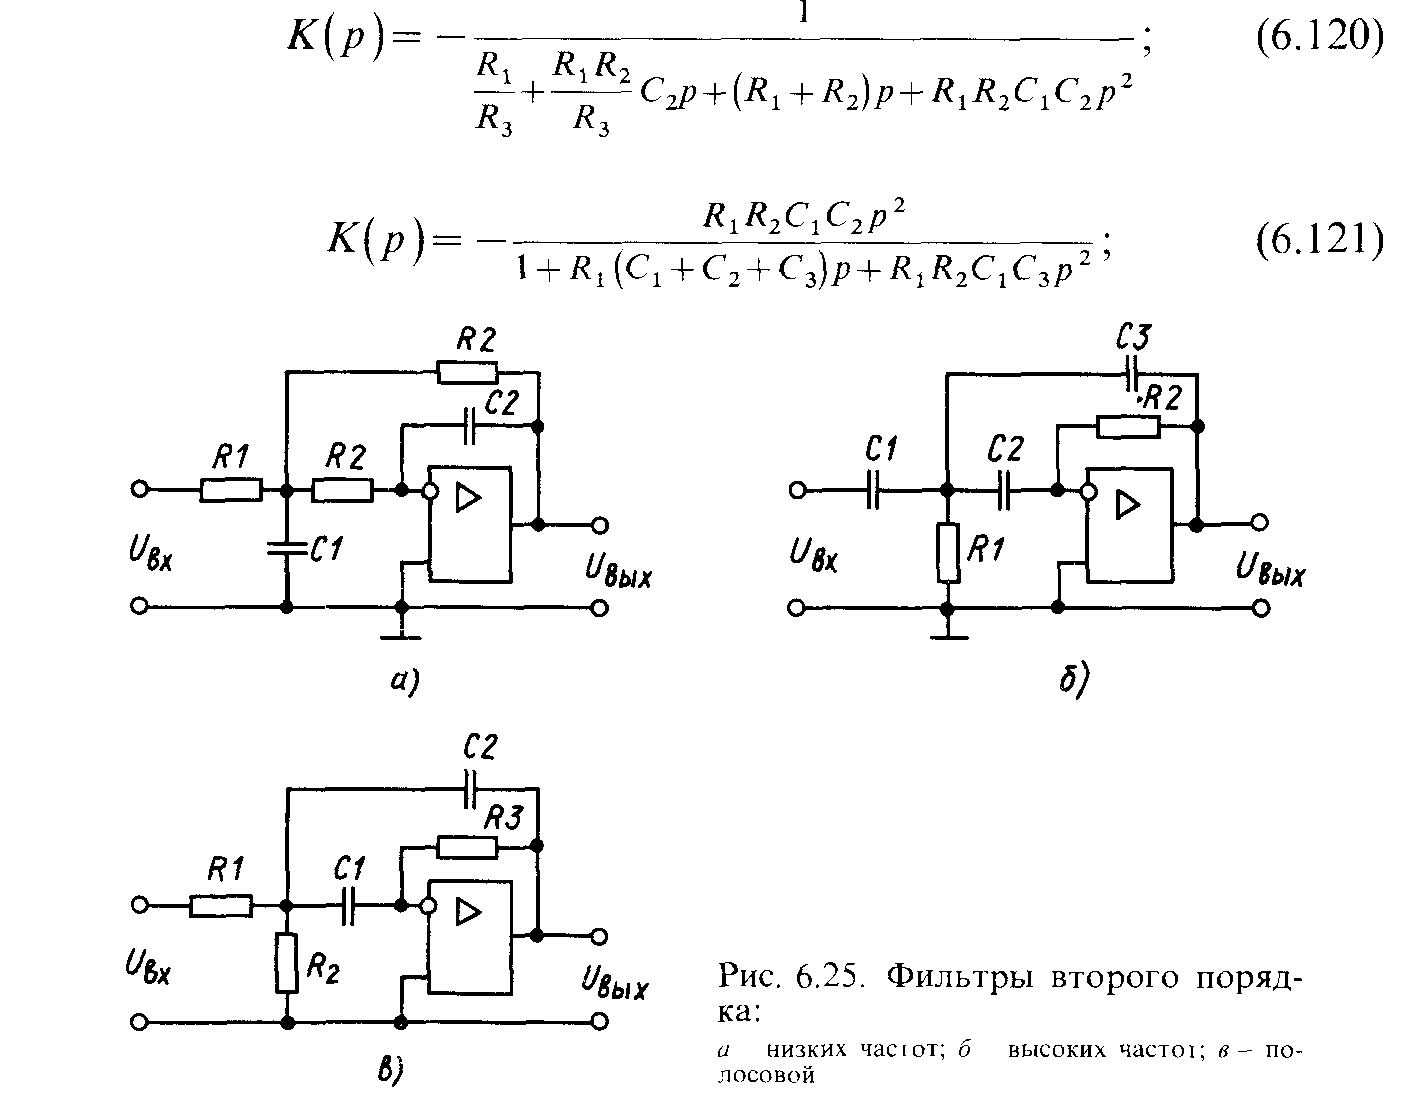 K(p) = − 1 / (R₁/R₃ + R₁R₂/R₃ C₂p + (R₁ + R₂)p + R₁R₂C₁C₂p²); (6.120)
K(p) = − R₁R₂C₁C₂p² / (1 + R₁(C₁ + C₂ + C₃)p + R₁R₂C₁C₃p²); (6.121)
R2
C2
R1
R2
C1
Uвх
Uвых
а)
C3
R2
C1
C2
R1
Uвх
Uвых
б)
C2
R3
R1
C1
R2
Uвх
Uвых
в)
Рис. 6.25. Фильтры второго поряд-
ка:
а низких частот; б высоких частот; в – по-
лосовой